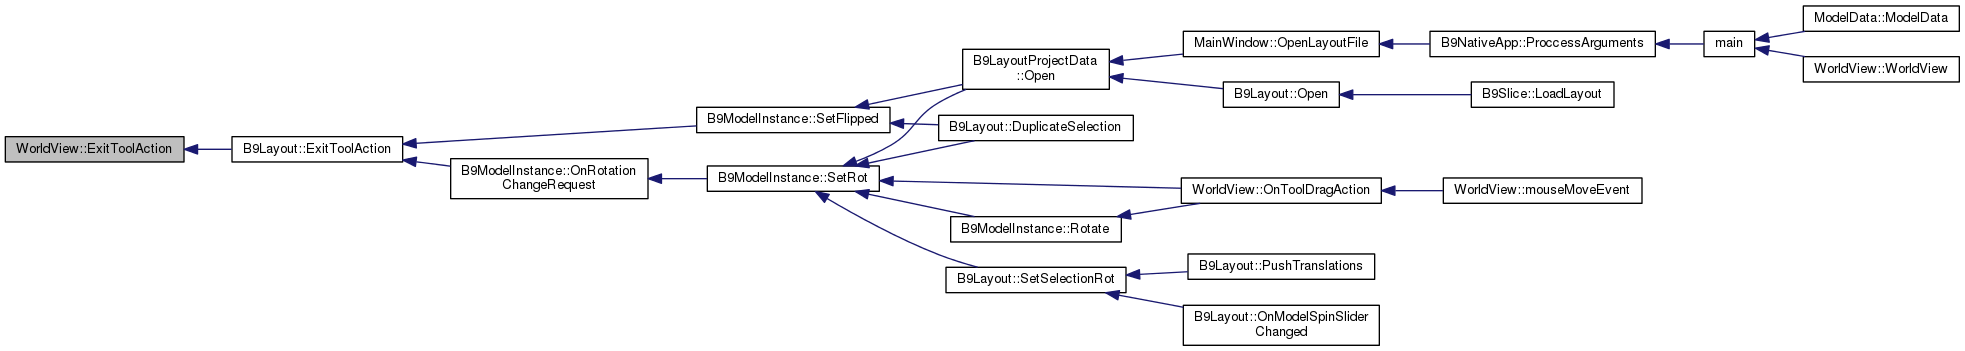 WorldView::ExitToolAction
B9Layout::ExitToolAction
B9ModelInstance::SetFlipped
B9ModelInstance::OnRotation
ChangeRequest
B9ModelInstance::SetRot
B9LayoutProjectData
::Open
B9Layout::DuplicateSelection
B9ModelInstance::Rotate
B9Layout::SetSelectionRot
MainWindow::OpenLayoutFile
B9Layout::Open
WorldView::OnToolDragAction
B9Layout::PushTranslations
B9Layout::OnModelSpinSlider
Changed
B9NativeApp::ProccessArguments
B9Slice::LoadLayout
WorldView::mouseMoveEvent
main
ModelData::ModelData
WorldView::WorldView